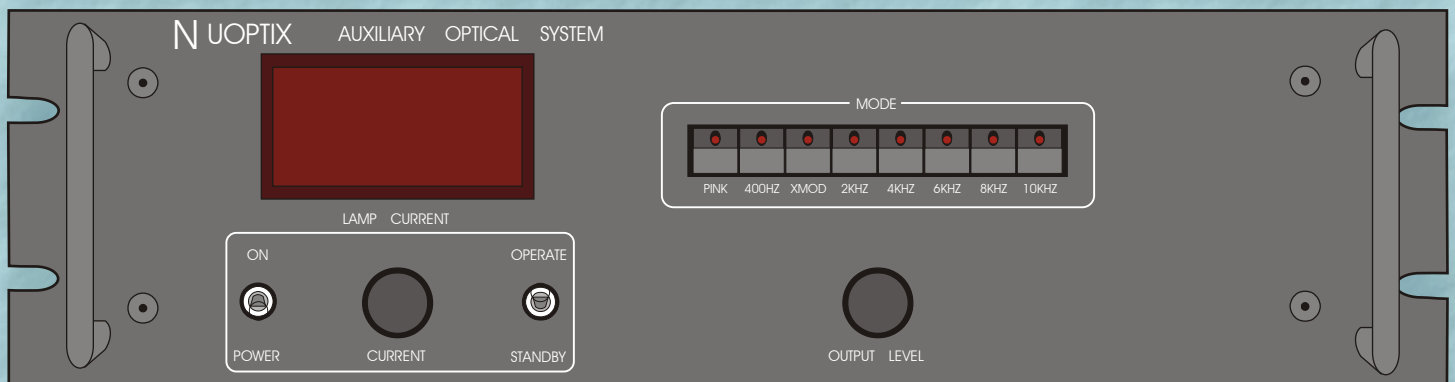 NUOPTIX AUXILIARY OPTICAL SYSTEM
MODE
PINK 400HZ XMOD 2KHZ 4KHZ 6KHZ 8KHZ 10KHZ
LAMP CURRENT
ON OPERATE
POWER CURRENT STANDBY
OUTPUT LEVEL